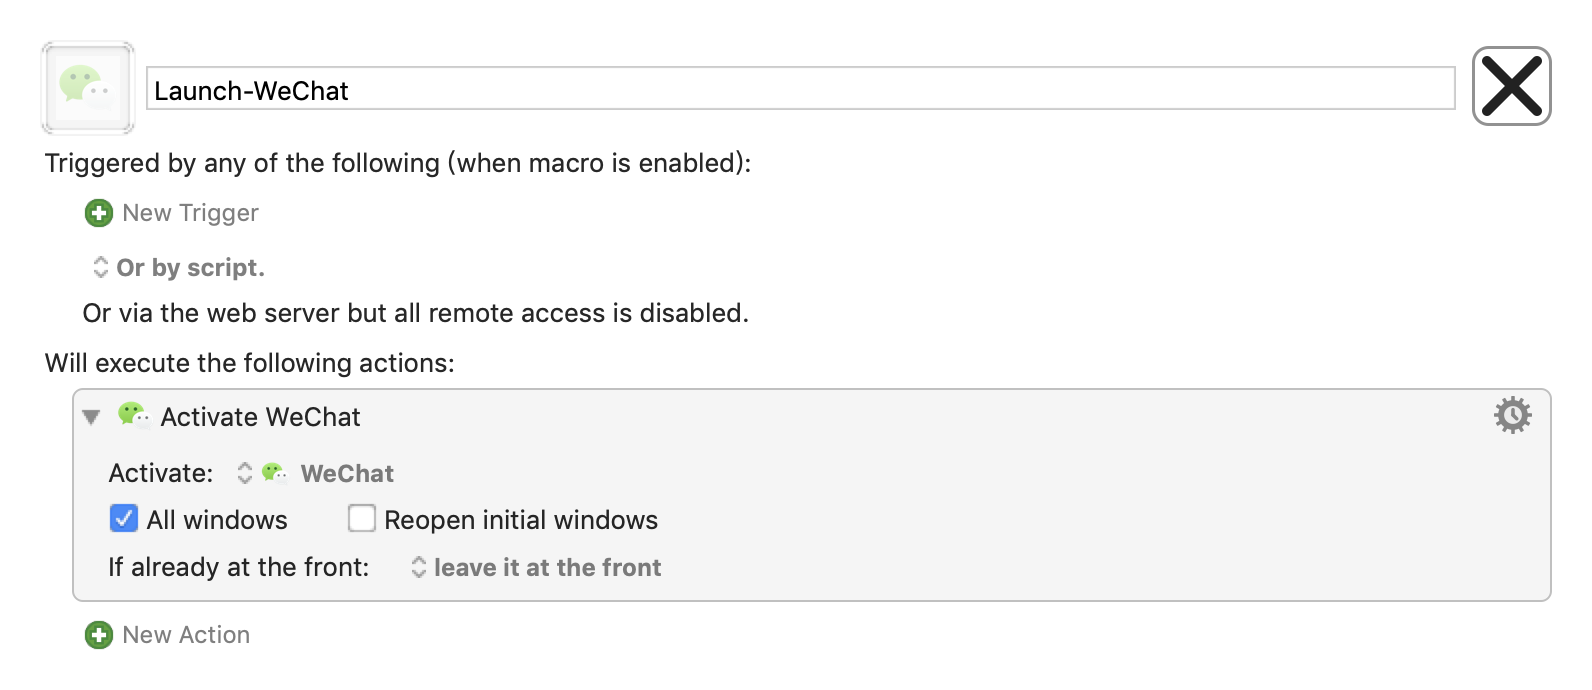 Launch-WeChat
Triggered by any of the following (when macro is enabled):
New Trigger
Or by script.
Or via the web server but all remote access is disabled.
Will execute the following actions:
Activate WeChat
Activate: WeChat
All windows Reopen initial windows
If already at the front: leave it at the front
New Action